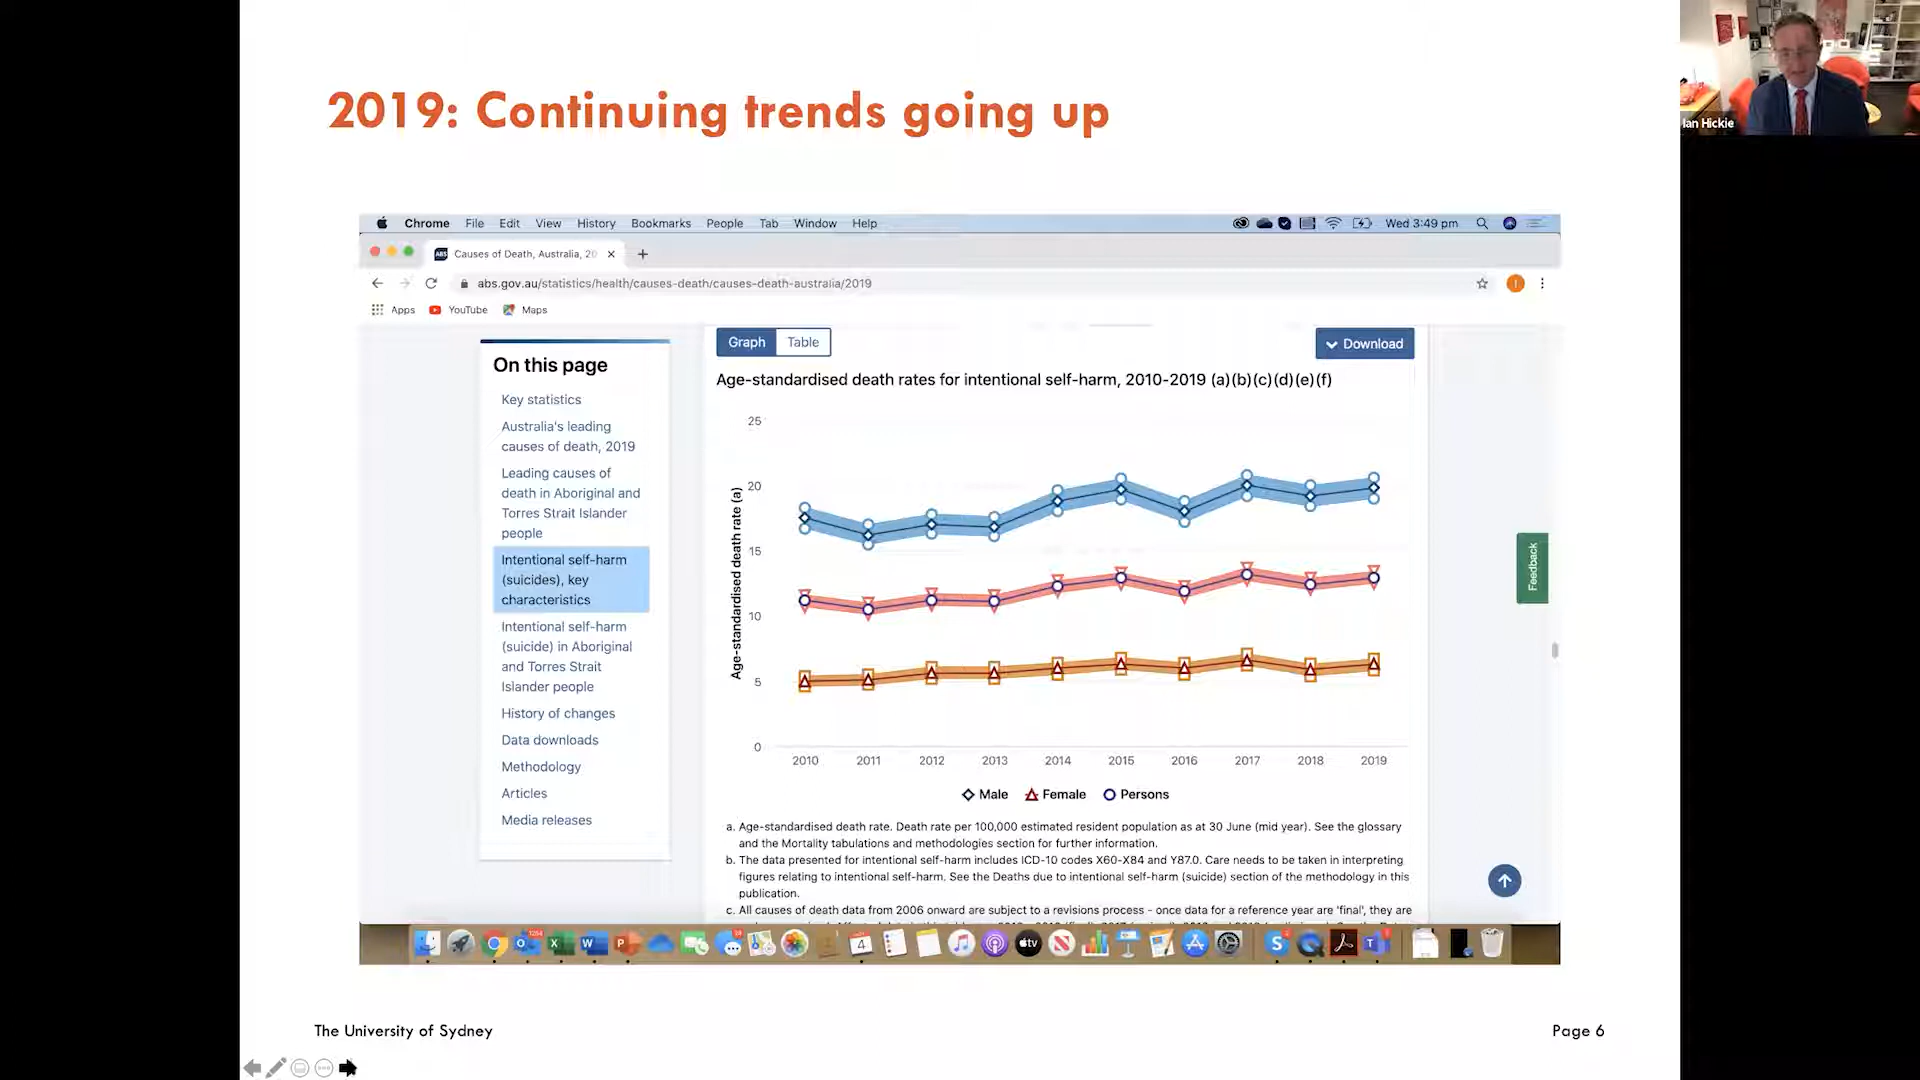 2019: Continuing trends going up
Ian Hickie
Chrome File Edit View History Bookmarks People Tab Window Help
Wed 3:49 pm
Causes of Death, Australia, 20
abs.gov.au/statistics/health/causes-death/causes-death-australia/2019
Apps YouTube Maps
On this page
Key statistics
Australia's leading
causes of death, 2019
Leading causes of
death in Aboriginal and
Torres Strait Islander
people
Intentional self-harm
(suicides), key
characteristics
Intentional self-harm
(suicide) in Aboriginal
and Torres Strait
Islander people
History of changes
Data downloads
Methodology
Articles
Media releases
Graph Table
Download
Age-standardised death rates for intentional self-harm, 2010-2019 (a)(b)(c)(d)(e)(f)
Age-standardised death rate (a)
25
20
15
10
5
0
2010 2011 2012 2013 2014 2015 2016 2017 2018 2019
Male Female Persons
a. Age-standardised death rate. Death rate per 100,000 estimated resident population as at 30 June (mid year). See the glossary
and the Mortality tabulations and methodologies section for further information.
b. The data presented for intentional self-harm includes ICD-10 codes X60-X84 and Y87.0. Care needs to be taken in interpreting
figures relating to intentional self-harm. See the Deaths due to intentional self-harm (suicide) section of the methodology in this
publication.
c. All causes of death data from 2006 onward are subject to a revisions process - once data for a reference year are 'final', they are
Feedback
4
tv
The University of Sydney
Page 6